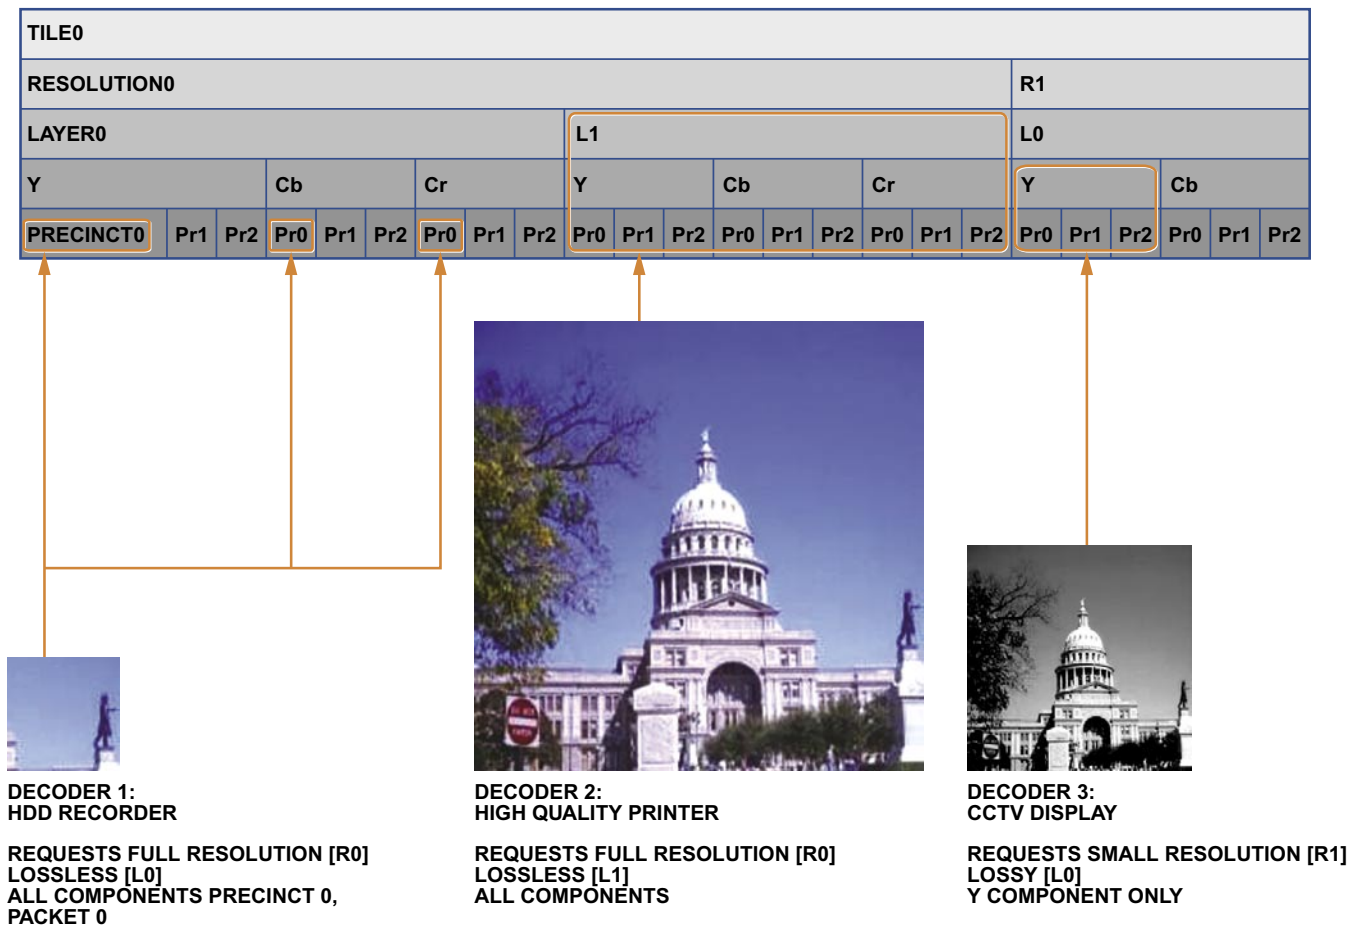 TILE0
RESOLUTION0 R1
LAYER0 L1 L0
Y Cb Cr Y Cb Cr Y Cb
PRECINCT0 Pr1 Pr2 Pr0 Pr1 Pr2 Pr0 Pr1 Pr2 Pr0 Pr1 Pr2 Pr0 Pr1 Pr2 Pr0 Pr1 Pr2 Pr0 Pr1 Pr2 Pr0 Pr1 Pr2
DECODER 1:
HDD RECORDER
REQUESTS FULL RESOLUTION [R0]
LOSSLESS [L0]
ALL COMPONENTS PRECINCT 0,
PACKET 0
DECODER 2:
HIGH QUALITY PRINTER
REQUESTS FULL RESOLUTION [R0]
LOSSLESS [L1]
ALL COMPONENTS
DECODER 3:
CCTV DISPLAY
REQUESTS SMALL RESOLUTION [R1]
LOSSY [L0]
Y COMPONENT ONLY